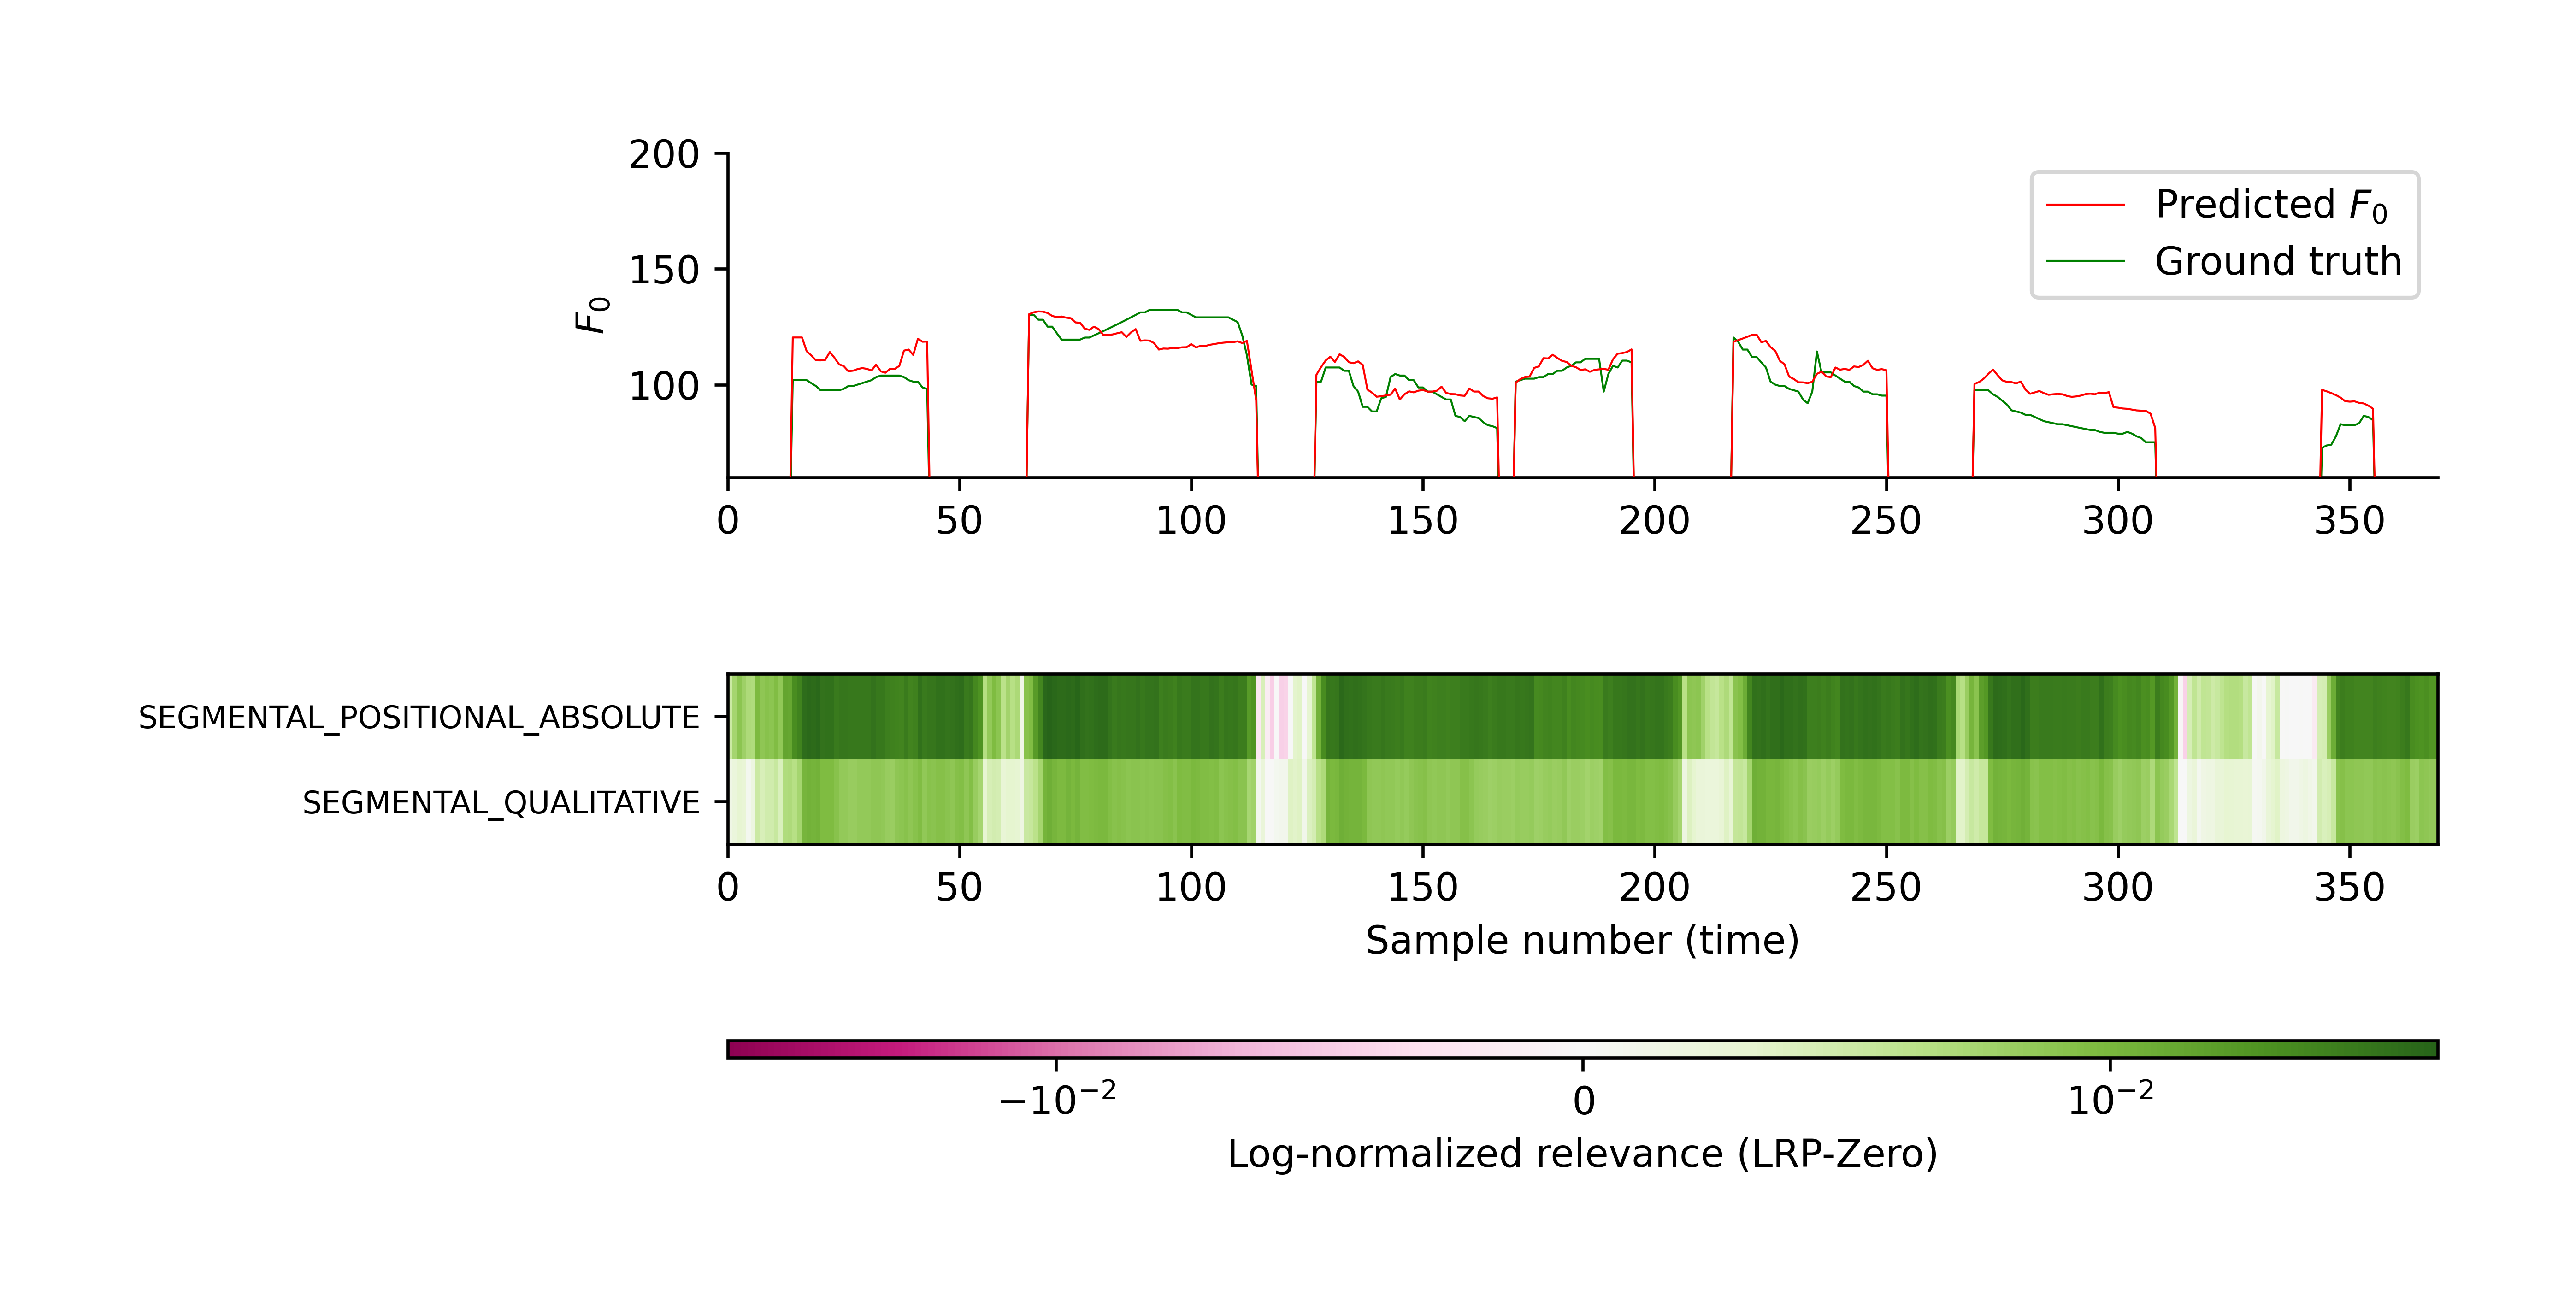 200
150
100
F₀
Predicted F₀
Ground truth
0 50 100 150 200 250 300 350
SEGMENTAL_POSITIONAL_ABSOLUTE
SEGMENTAL_QUALITATIVE
0 50 100 150 200 250 300 350
Sample number (time)
−10⁻² 0 10⁻²
Log-normalized relevance (LRP-Zero)